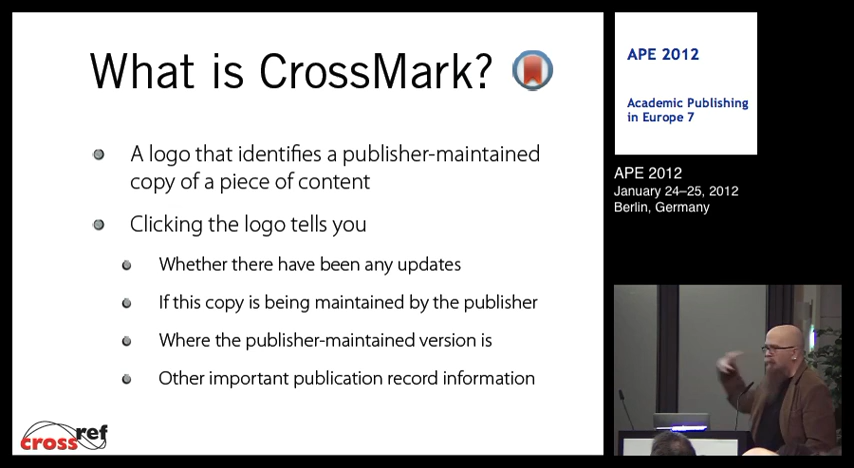 What is CrossMark?
A logo that identifies a publisher-maintained
copy of a piece of content
Clicking the logo tells you
Whether there have been any updates
If this copy is being maintained by the publisher
Where the publisher-maintained version is
Other important publication record information
crossref
APE 2012
Academic Publishing
in Europe 7
APE 2012
January 24–25, 2012
Berlin, Germany